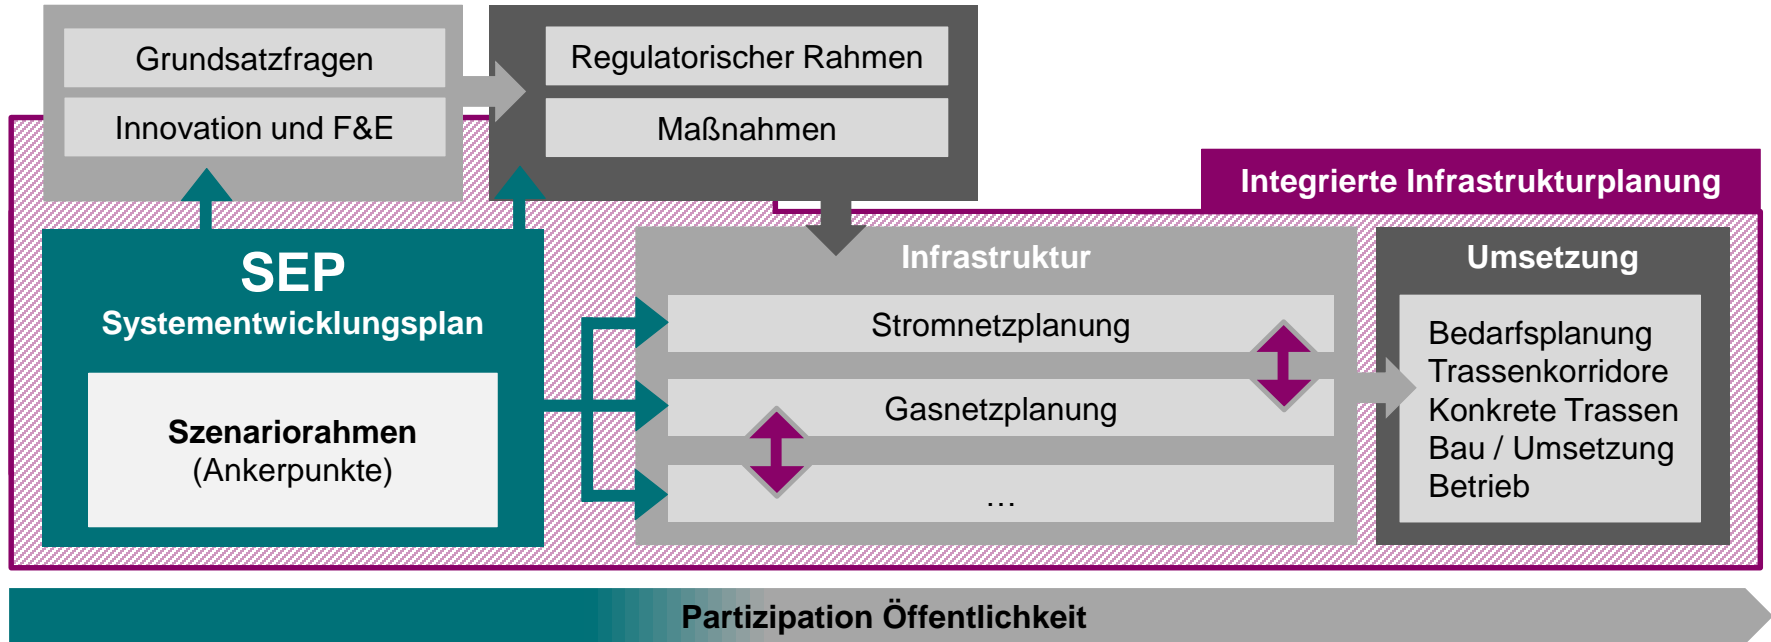 Grundsatzfragen
Innovation und F&E
Regulatorischer Rahmen
Maßnahmen
Integrierte Infrastrukturplanung
SEP
Systementwicklungsplan
Szenariorahmen
(Ankerpunkte)
Infrastruktur
Stromnetzplanung
Gasnetzplanung
…
Umsetzung
Bedarfsplanung
Trassenkorridore
Konkrete Trassen
Bau / Umsetzung
Betrieb
Partizipation Öffentlichkeit